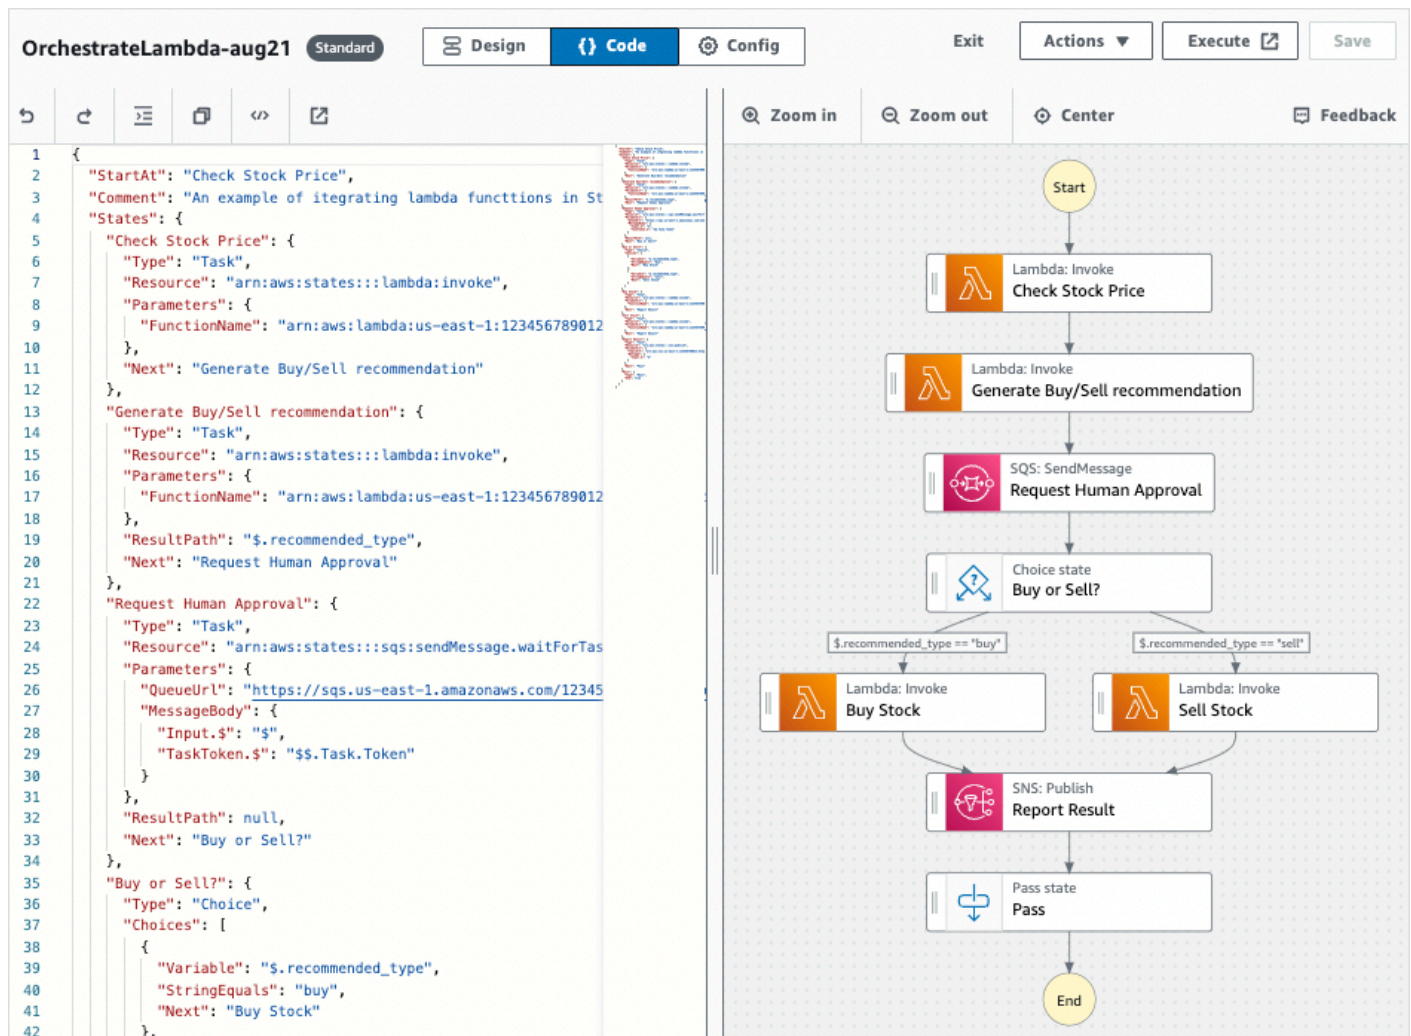 OrchestrateLambda-aug21 Standard Design {} Code Config Exit Actions ▼ Execute Save
Zoom in Zoom out Center Feedback
1 {
2 "StartAt": "Check Stock Price",
3 "Comment": "An example of itegrating lambda functtions in St
4 "States": {
5 "Check Stock Price": {
6 "Type": "Task",
7 "Resource": "arn:aws:states:::lambda:invoke",
8 "Parameters": {
9 "FunctionName": "arn:aws:lambda:us-east-1:123456789012
10 },
11 "Next": "Generate Buy/Sell recommendation"
12 },
13 "Generate Buy/Sell recommendation": {
14 "Type": "Task",
15 "Resource": "arn:aws:states:::lambda:invoke",
16 "Parameters": {
17 "FunctionName": "arn:aws:lambda:us-east-1:123456789012
18 },
19 "ResultPath": "$.recommended_type",
20 "Next": "Request Human Approval"
21 },
22 "Request Human Approval": {
23 "Type": "Task",
24 "Resource": "arn:aws:states:::sqs:sendMessage.waitForTas
25 "Parameters": {
26 "QueueUrl": "https://sqs.us-east-1.amazonaws.com/12345
27 "MessageBody": {
28 "Input.$": "$",
29 "TaskToken.$": "$$.Task.Token"
30 }
31 },
32 "ResultPath": null,
33 "Next": "Buy or Sell?"
34 },
35 "Buy or Sell?": {
36 "Type": "Choice",
37 "Choices": [
38 {
39 "Variable": "$.recommended_type",
40 "StringEquals": "buy",
41 "Next": "Buy Stock"
42 },
Start
Lambda: Invoke
Check Stock Price
Lambda: Invoke
Generate Buy/Sell recommendation
SQS: SendMessage
Request Human Approval
Choice state
Buy or Sell?
$.recommended_type == "buy"
$.recommended_type == "sell"
Lambda: Invoke
Buy Stock
Lambda: Invoke
Sell Stock
SNS: Publish
Report Result
Pass state
Pass
End